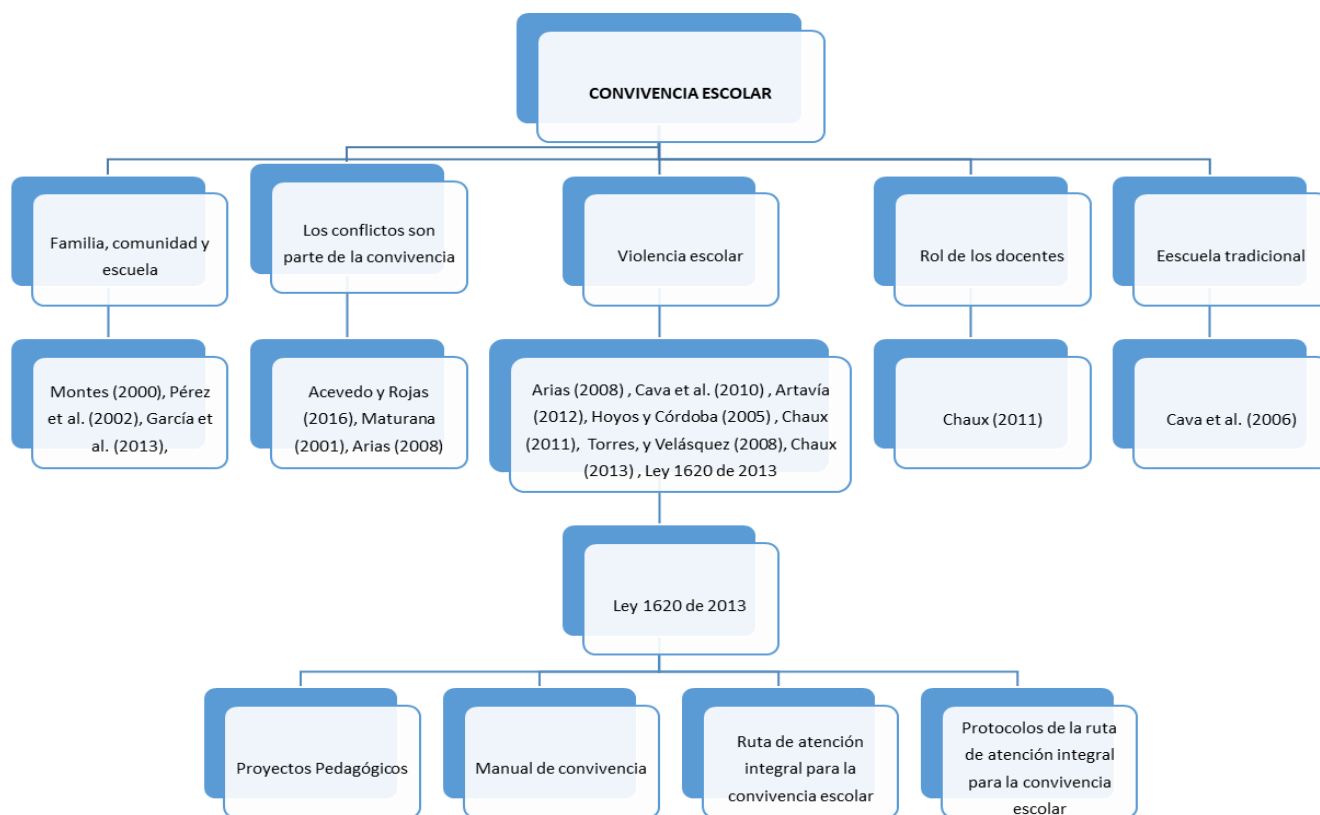 CONVIVENCIA ESCOLAR
Familia, comunidad y
escuela
Los conflictos son
parte de la convivencia
Violencia escolar
Rol de los docentes
Eescuela tradicional
Montes (2000), Pérez
et al. (2002), García et
al. (2013),
Acevedo y Rojas
(2016), Maturana
(2001), Arias (2008)
Arias (2008) , Cava et al. (2010) , Artavía
(2012), Hoyos y Córdoba (2005) , Chaux
(2011), Torres, y Velásquez (2008), Chaux
(2013) , Ley 1620 de 2013
Chaux (2011)
Cava et al. (2006)
Ley 1620 de 2013
Proyectos Pedagógicos
Manual de convivencia
Ruta de atención
integral para la
convivencia escolar
Protocolos de la ruta
de atención integral
para la convivencia
escolar